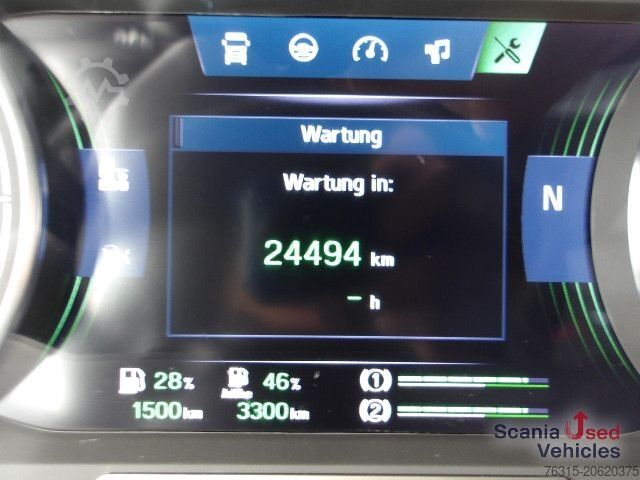 Wartung
Wartung in:
24494 km
- h
N
28% 46% (1)
1500km 3300km (2)
Scania Used
Vehicles
76315-20620375